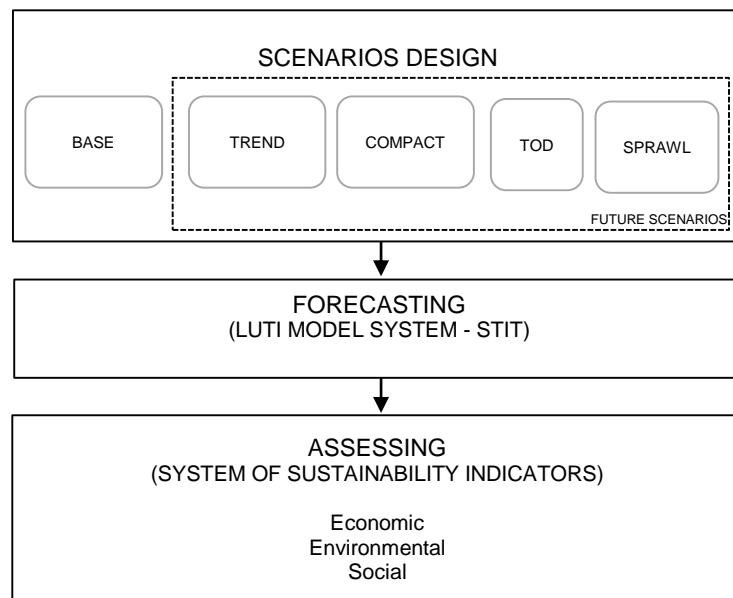 SCENARIOS DESIGN
BASE
TREND
COMPACT
TOD
SPRAWL
FUTURE SCENARIOS
FORECASTING
(LUTI MODEL SYSTEM - STIT)
ASSESSING
(SYSTEM OF SUSTAINABILITY INDICATORS)
Economic
Environmental
Social